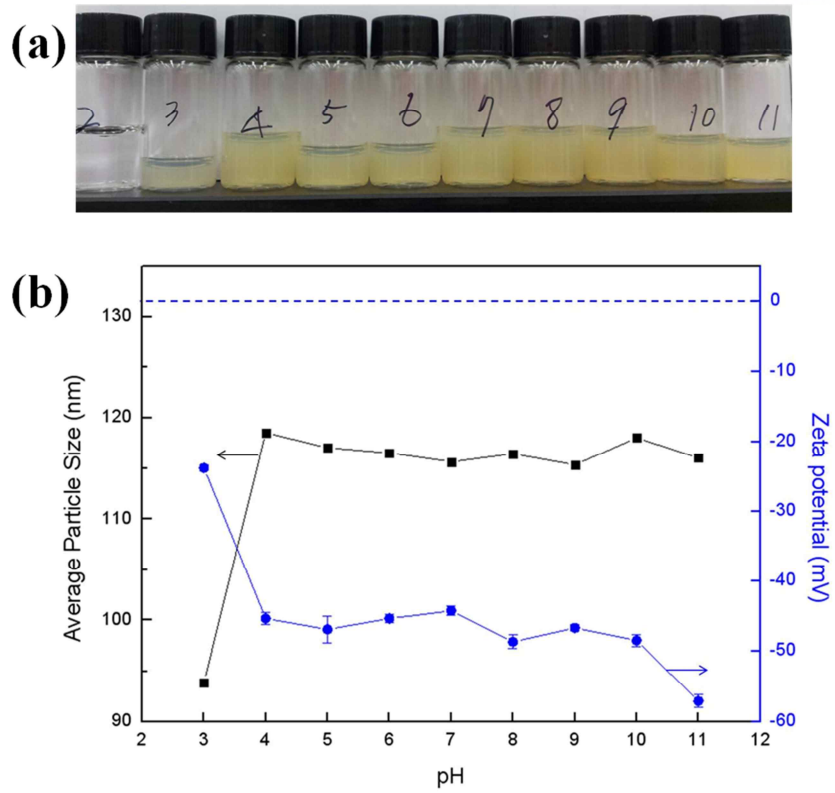 (a)
2 3 4 5 6 7 8 9 10 11
(b)
Average Particle Size (nm)
130
120
110
100
90
0
-10
-20
-30
-40
-50
-60
Zeta potential (mV)
2 3 4 5 6 7 8 9 10 11 12
pH